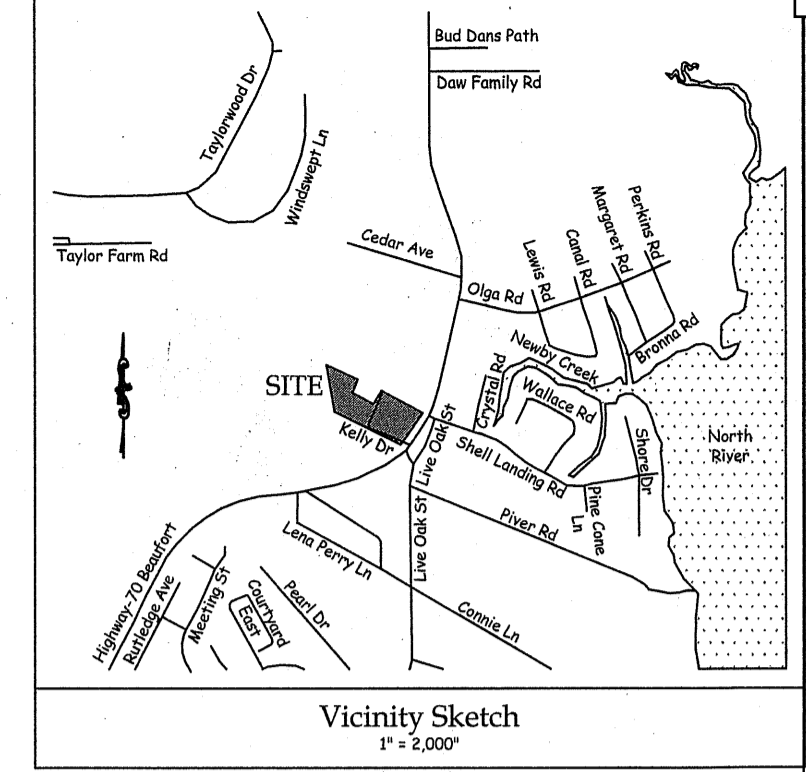 Bud Dans Path
Daw Family Rd
Taylorwood Dr
Windswept Ln
Taylor Farm Rd
Cedar Ave
Olga Rd
Lewis Rd
Canal Rd
Margaret Rd
Perkins Rd
Bronna Rd
Newby Creek
SITE
Kelly Dr
Crystal Rd
Wallace Rd
Live Oak St
Shell Landing Rd
Shore Dr
North
River
Pine Cone
Ln
Live Oak St
Piver Rd
Lena Perry Ln
Connie Ln
Highway-70 Beaufort
Rutledge Ave
Meeting St
Courtyard
East
Pearl Dr
Vicinity Sketch
1" = 2,000"